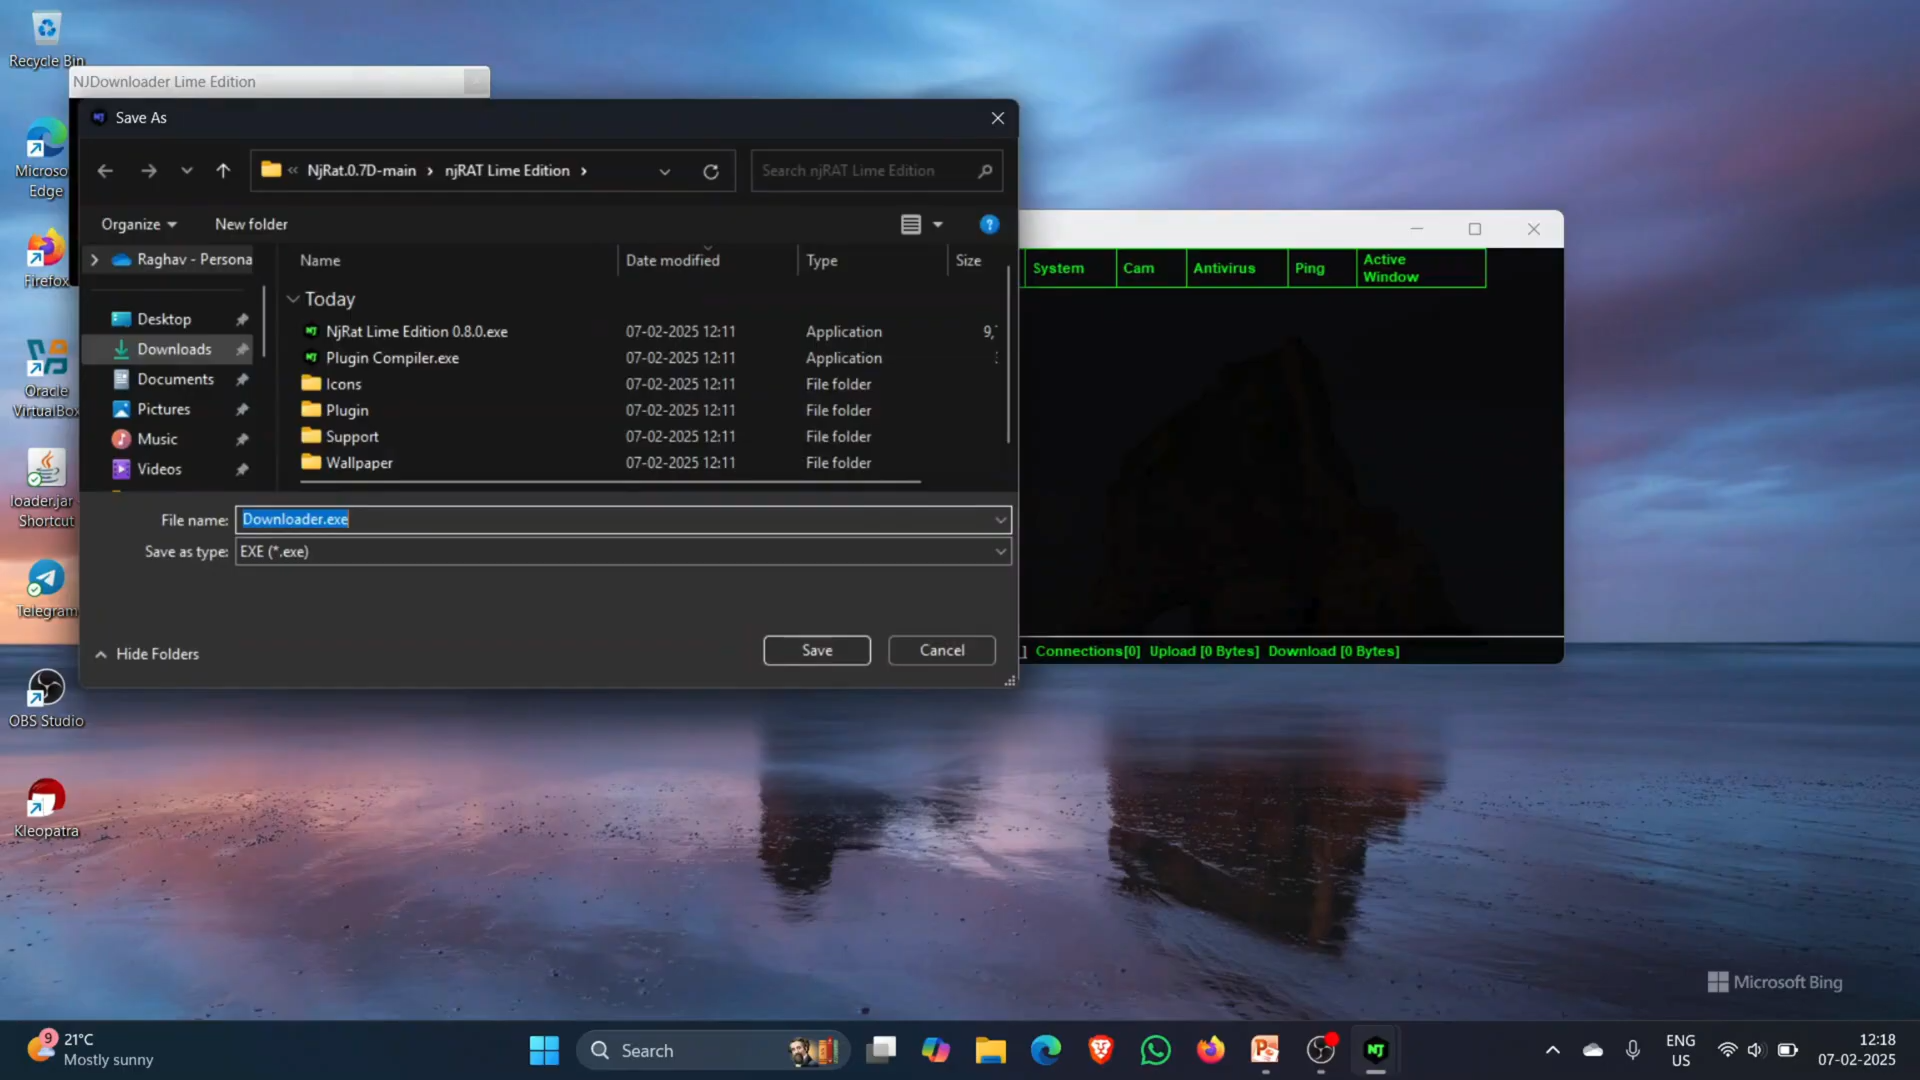 Recycle Bin
NJDownloader Lime Edition
Save As
Microso
Edge
« NjRat.0.7D-main › njRAT Lime Edition ›
Search njRAT Lime Edition
Organize
New folder
Raghav - Persona
Name
Date modified
Type
Size
Firefox
Today
Desktop
NjRat Lime Edition 0.8.0.exe
07-02-2025 12:11
Application
9,
Downloads
Plugin Compiler.exe
07-02-2025 12:11
Application
Documents
Icons
07-02-2025 12:11
File folder
Oracle
VirtualBox
Pictures
Plugin
07-02-2025 12:11
File folder
Music
Support
07-02-2025 12:11
File folder
Videos
Wallpaper
07-02-2025 12:11
File folder
loader.jar -
Shortcut
File name:
Downloader.exe
Save as type:
EXE (*.exe)
Telegram
Hide Folders
Save
Cancel
System
Cam
Antivirus
Ping
Active
Window
] Connections[0] Upload [0 Bytes] Download [0 Bytes]
OBS Studio
Kleopatra
Microsoft Bing
9
21°C
Mostly sunny
Search
NJ
ENG
US
12:18
07-02-2025